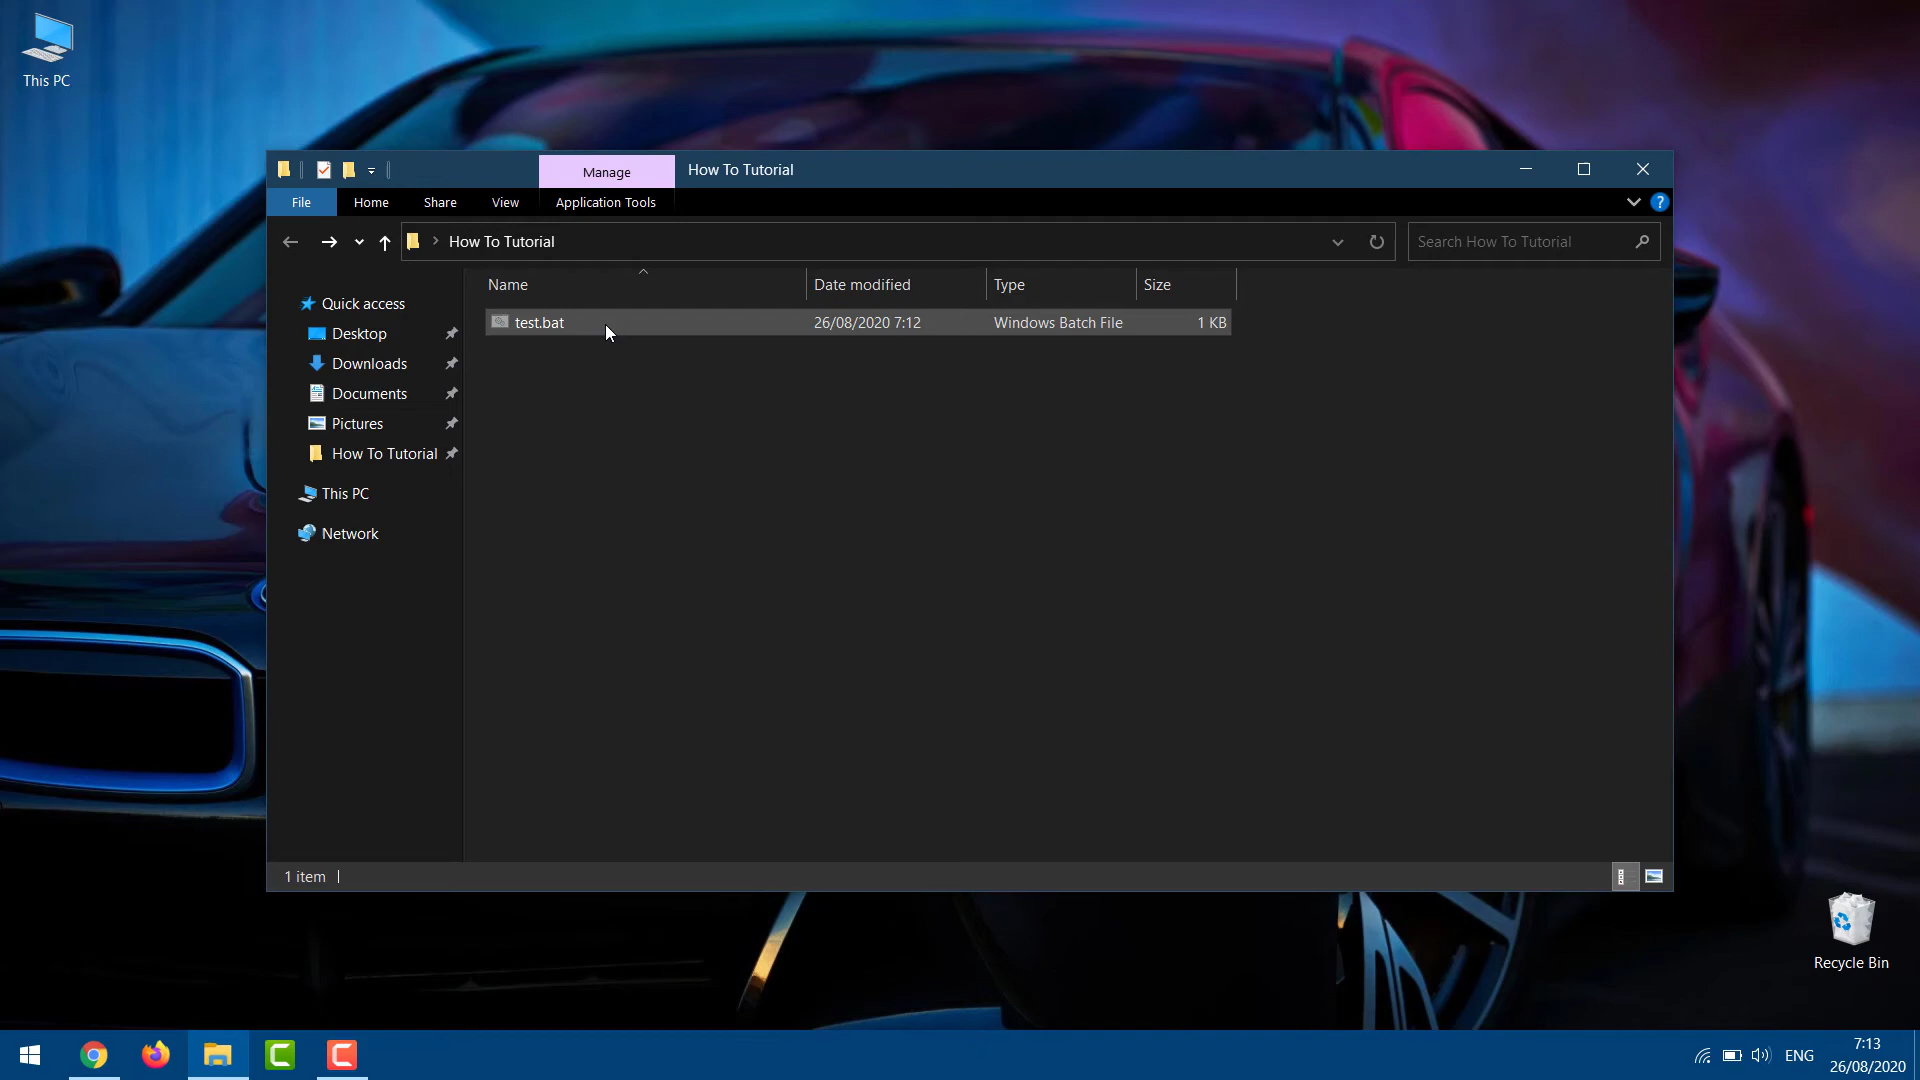 This PC
Manage
How To Tutorial
File
Home
Share
View
Application Tools
?
How To Tutorial
Search How To Tutorial
Name
Date modified
Type
Size
test.bat
26/08/2020 7:12
Windows Batch File
1 KB
Quick access
Desktop
Downloads
Documents
Pictures
How To Tutorial
This PC
Network
1 item
Recycle Bin
ENG
7:13
26/08/2020